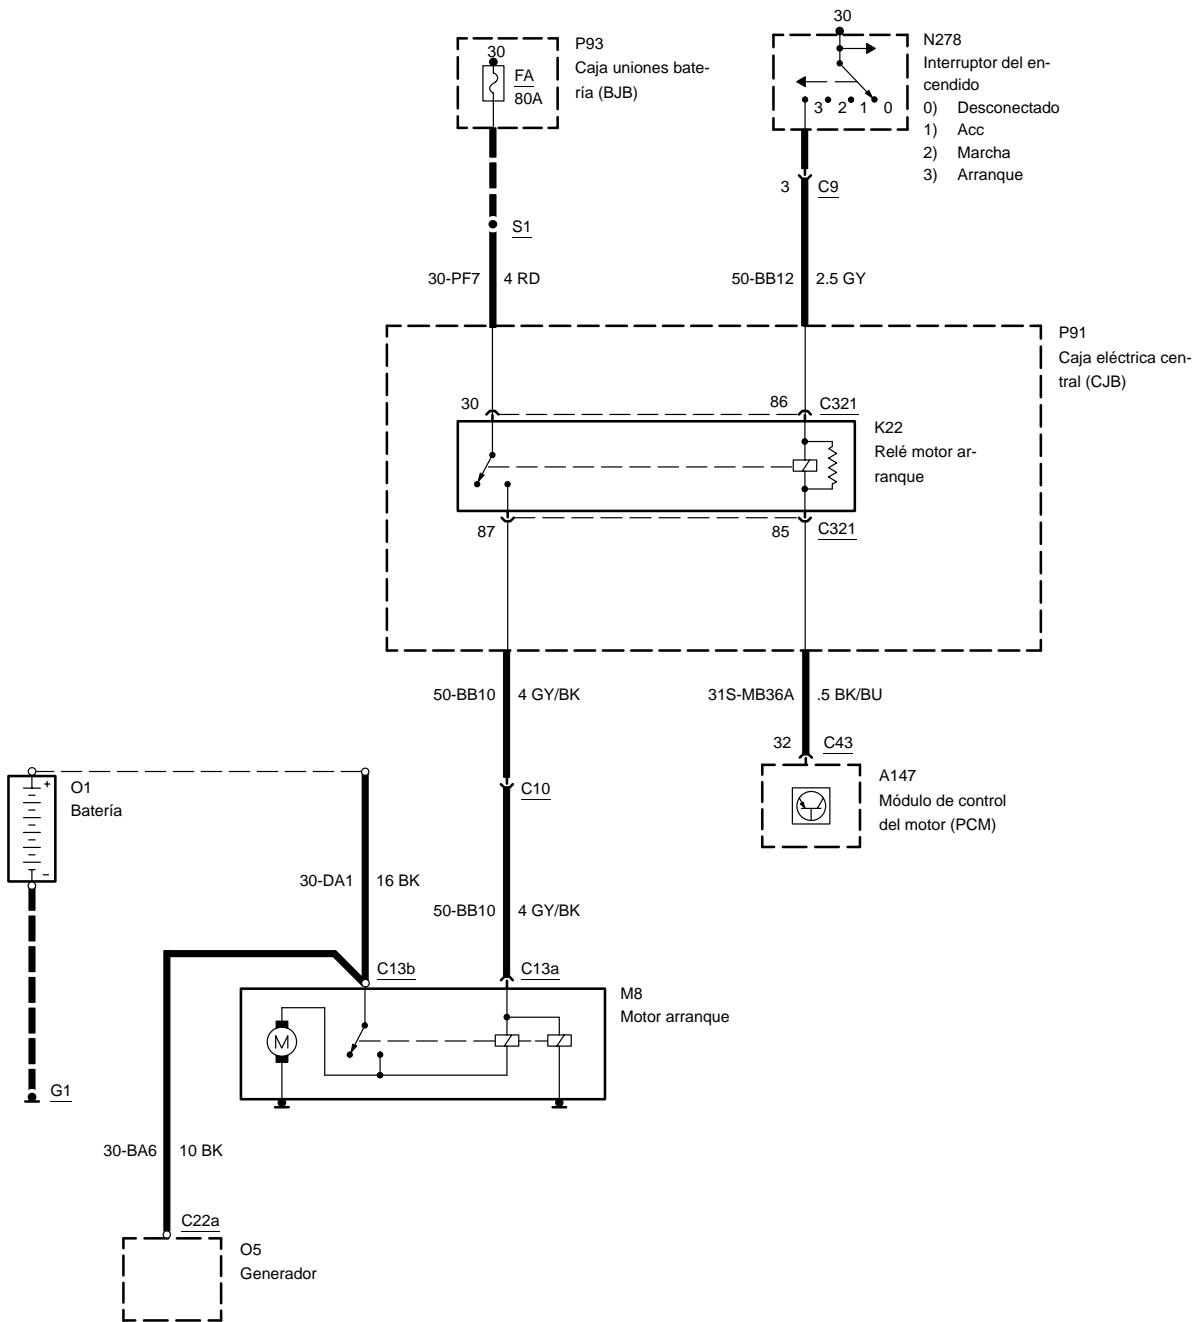 30
P93
Caja uniones bate-
ría (BJB)
30
FA
80A
N278
Interruptor del en-
cendido
0) Desconectado
1) Acc
2) Marcha
3) Arranque
3 2 1 0
3 C9
S1
30-PF7 4 RD
50-BB12 2.5 GY
P91
Caja eléctrica cen-
tral (CJB)
30
86 C321
K22
Relé motor ar-
ranque
87
85 C321
50-BB10 4 GY/BK
31S-MB36A .5 BK/BU
32 C43
A147
Módulo de control
del motor (PCM)
+
O1
Batería
–
C10
30-DA1 16 BK
50-BB10 4 GY/BK
C13b
C13a
M8
Motor arranque
M
G1
30-BA6 10 BK
C22a
O5
Generador